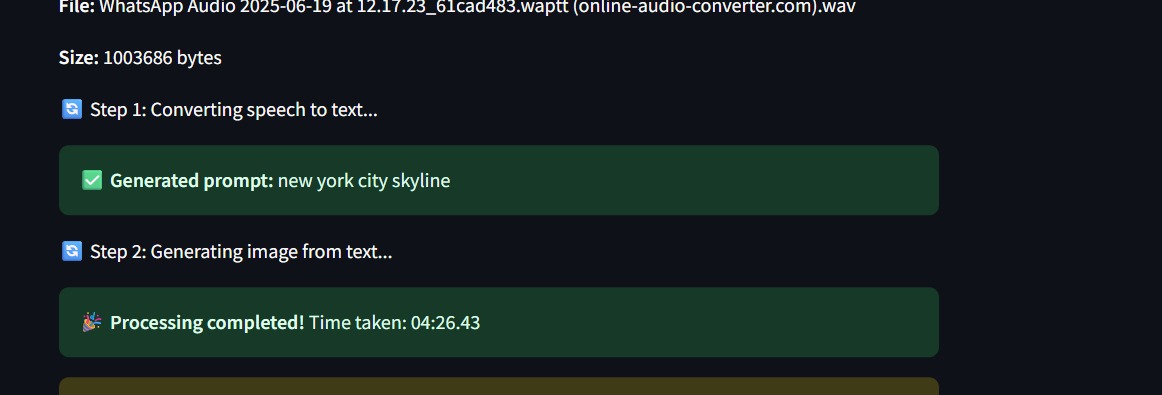 File: WhatsApp Audio 2025-06-19 at 12.17.23_61cad483.waptt (online-audio-converter.com).wav
Size: 1003686 bytes
Step 1: Converting speech to text...
Generated prompt: new york city skyline
Step 2: Generating image from text...
Processing completed! Time taken: 04:26.43